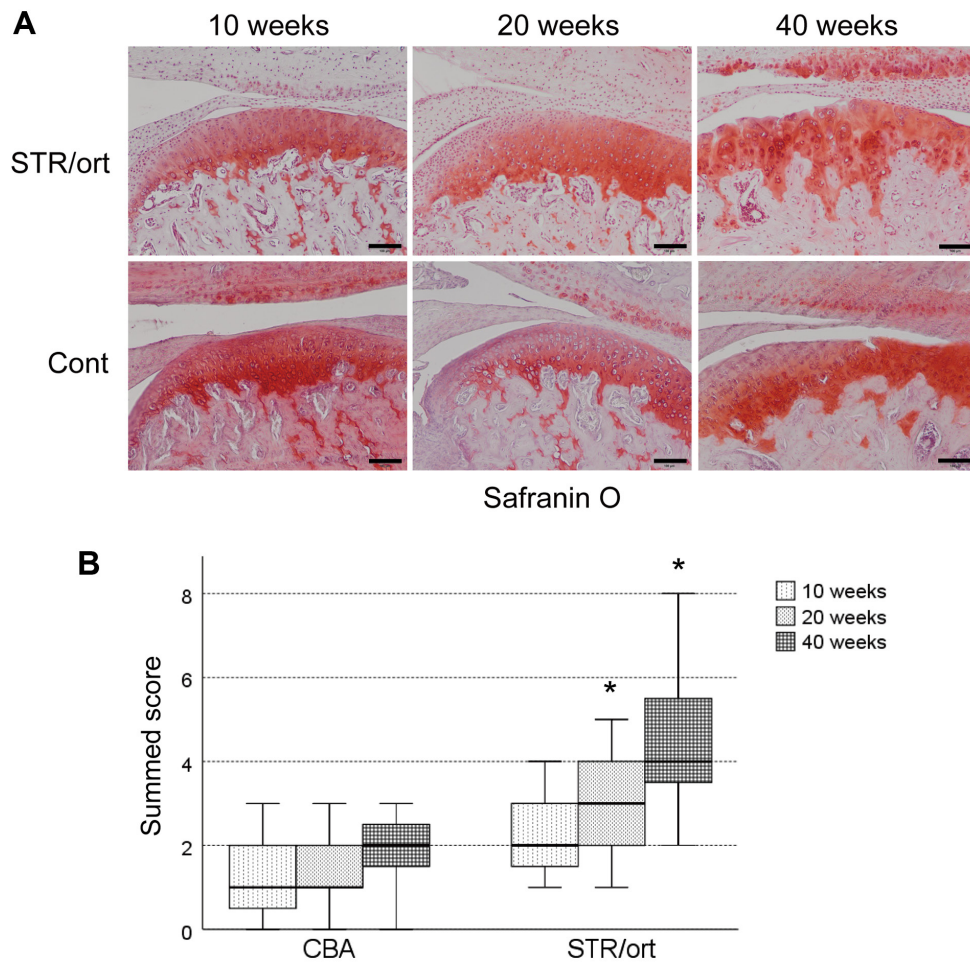 A
10 weeks
20 weeks
40 weeks
STR/ort
Cont
Safranin O
B
*
*
8
6
4
2
0
Summed score
CBA
STR/ort
10 weeks
20 weeks
40 weeks